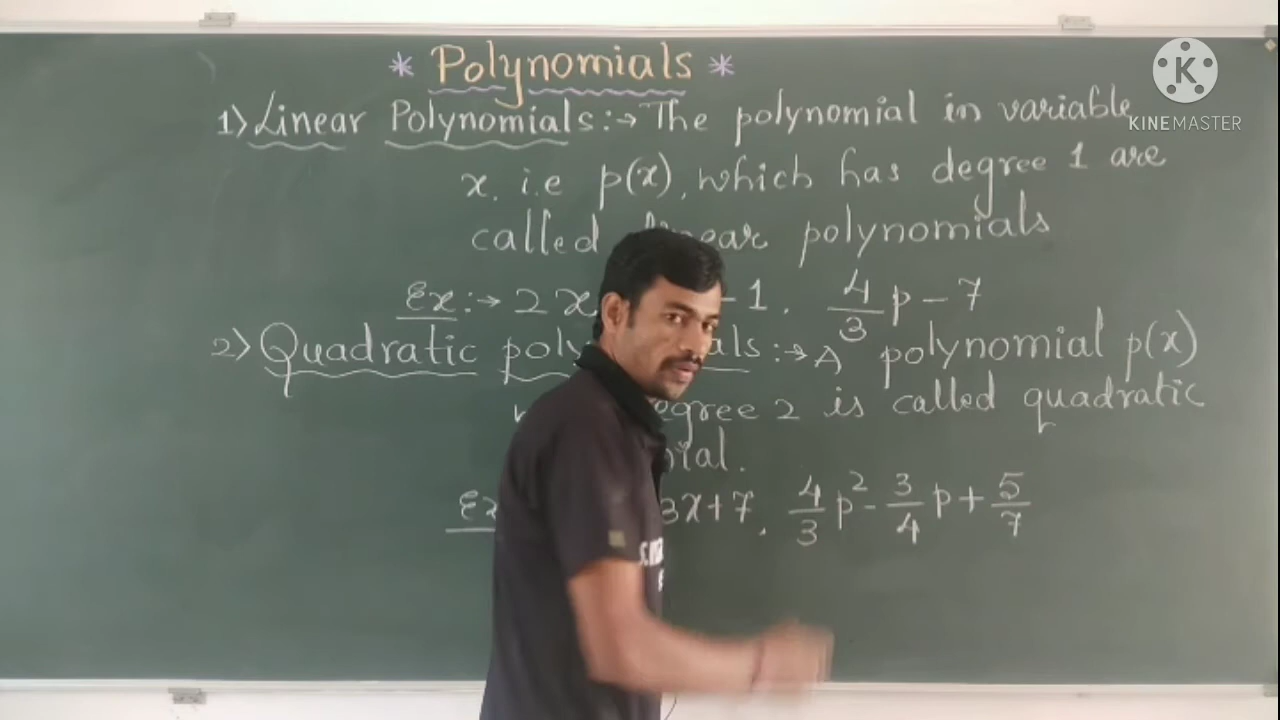 * Polynomials *
K
KINEMASTER
1) Linear Polynomials :→ The polynomial in variable
x. i.e p(x), which has degree 1 are
called linear polynomials
Ex :→ 2x - 1. 4/3 p - 7
2) Quadratic :→ A polynomial p(x)
degree 2 is called quadratic
Ex 3x+7, 4/3 p² - 3/4 p + 5/7